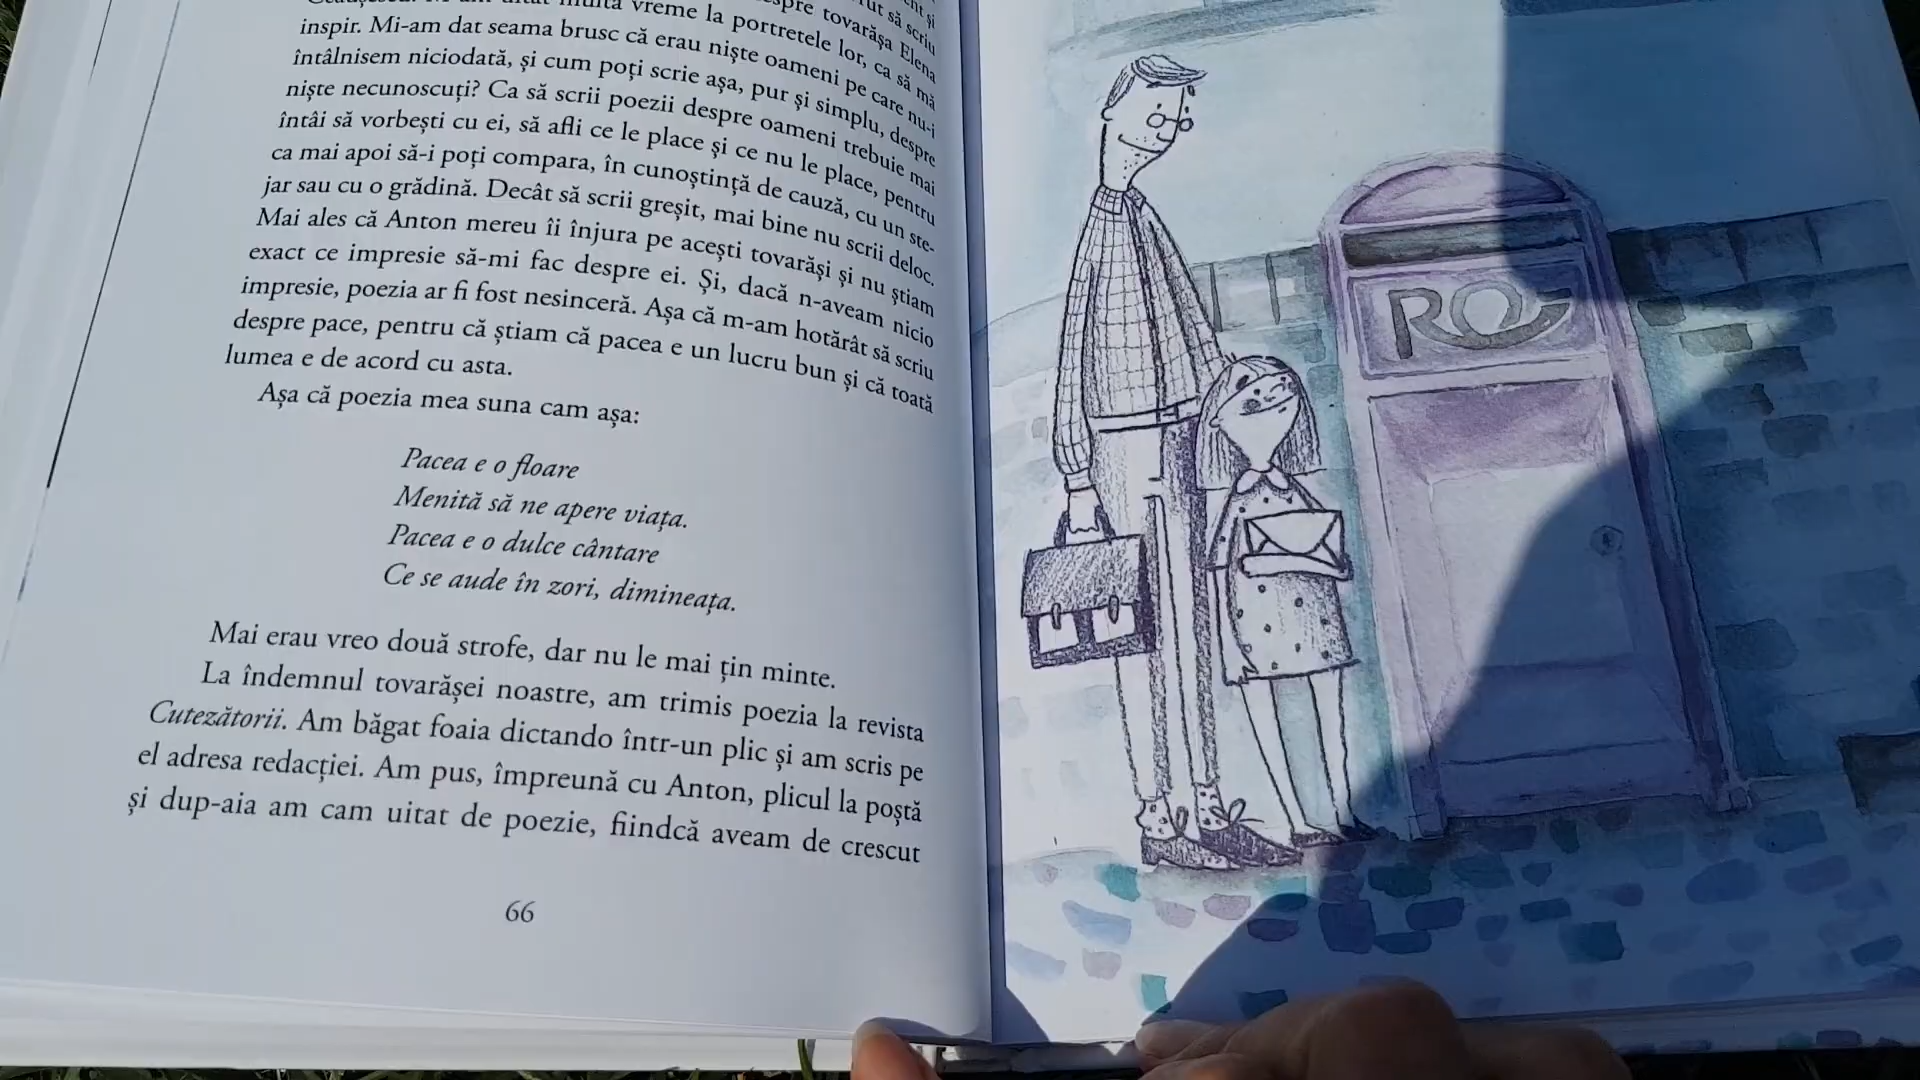 spre tovarășa Elena
multă vreme la portretele lor, ca să mă
inspir. Mi-am dat seama brusc că erau niște oameni pe care nu-i
întâlnisem niciodată, și cum poți scrie așa, pur și simplu, despre
niște necunoscuți? Ca să scrii poezii despre oameni trebuie mai
întâi să vorbești cu ei, să afli ce le place și ce nu le place, pentru
ca mai apoi să-i poți compara, în cunoștință de cauză, cu un ste-
jar sau cu o grădină. Decât să scrii greșit, mai bine nu scrii deloc.
Mai ales că Anton mereu îi înjura pe acești tovarăși și nu știam
exact ce impresie să-mi fac despre ei. Și, dacă n-aveam nicio
impresie, poezia ar fi fost nesinceră. Așa că m-am hotărât să scriu
despre pace, pentru că știam că pacea e un lucru bun și că toată
lumea e de acord cu asta.
Așa că poezia mea suna cam așa:
Pacea e o floare
Menită să ne apere viața.
Pacea e o dulce cântare
Ce se aude în zori, dimineața.
Mai erau vreo două strofe, dar nu le mai țin minte.
La îndemnul tovarășei noastre, am trimis poezia la revista
Cutezătorii. Am băgat foaia dictando într-un plic și am scris pe
el adresa redacției. Am pus, împreună cu Anton, plicul la poștă
și dup-aia am cam uitat de poezie, fiindcă aveam de crescut
66